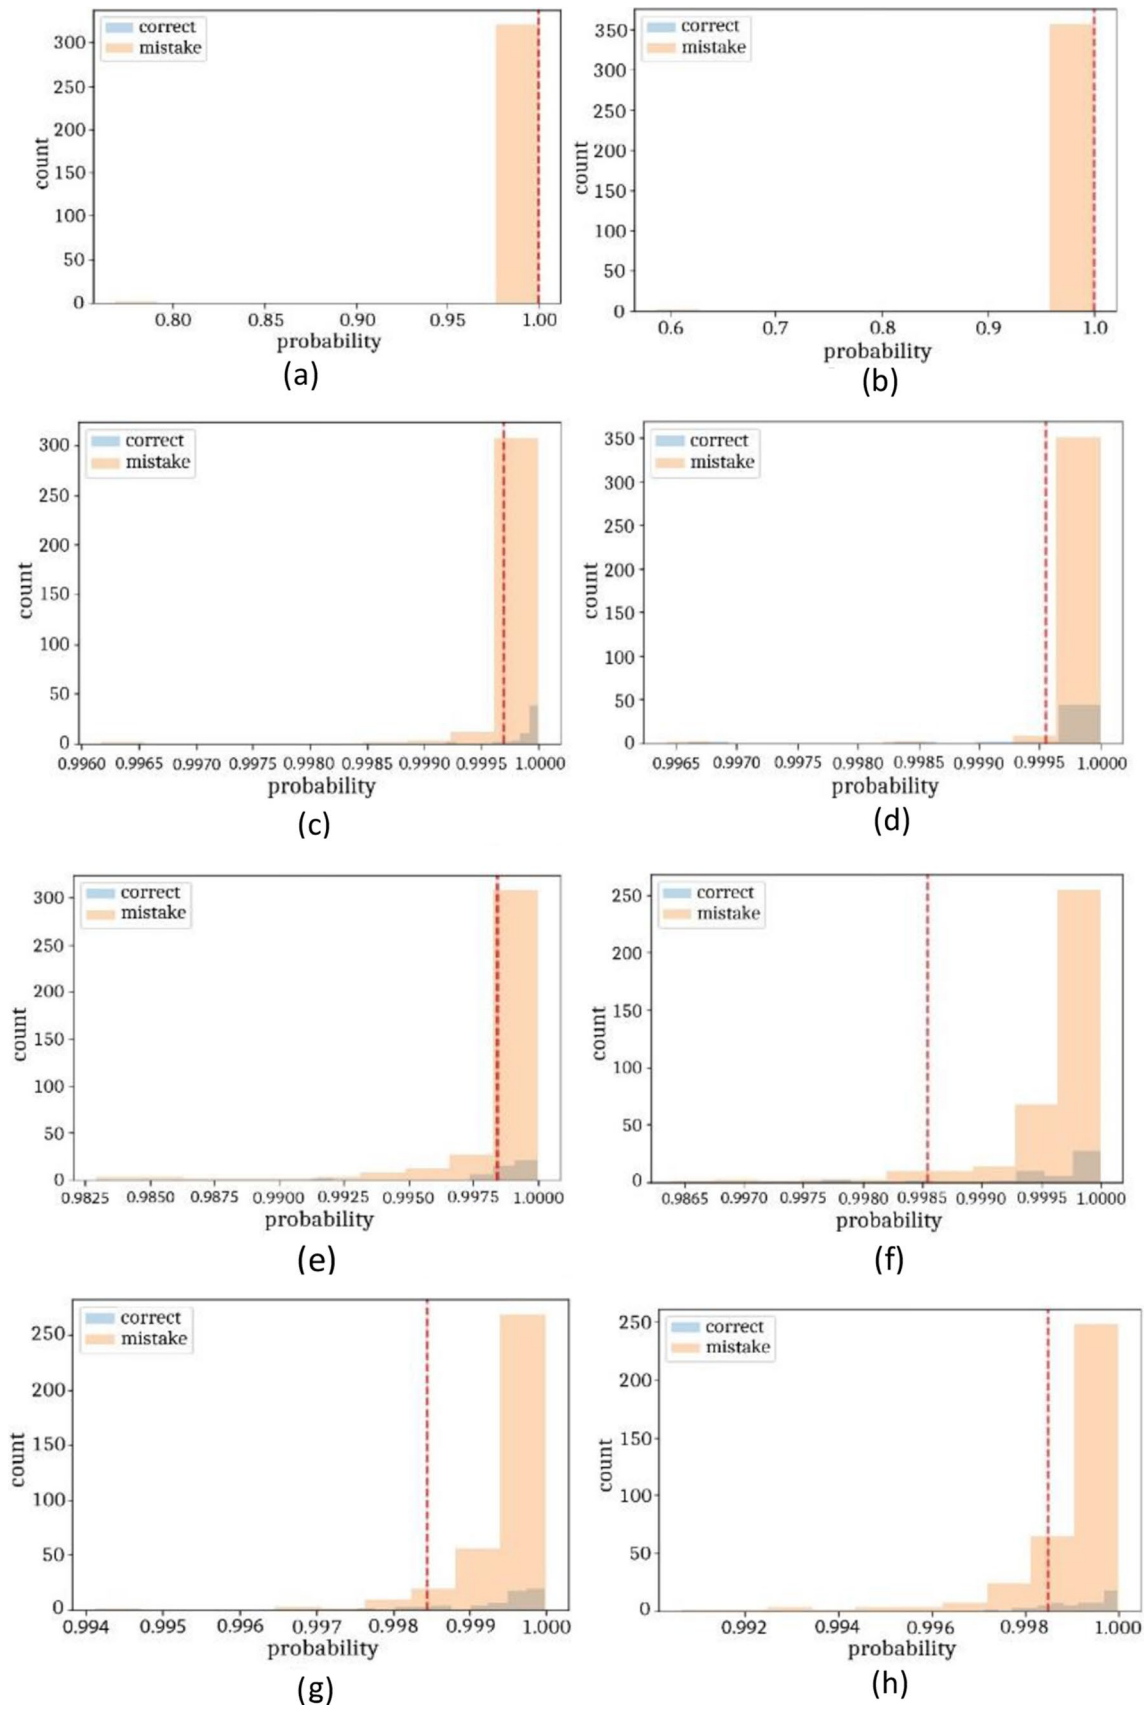 correct
mistake
300
250
200
150
100
50
0
count
0.80 0.85 0.90 0.95 1.00
probability
(a)
correct
mistake
350
300
250
200
150
100
50
0
count
0.6 0.7 0.8 0.9 1.0
probability
(b)
correct
mistake
300
250
200
150
100
50
0
count
0.9960 0.9965 0.9970 0.9975 0.9980 0.9985 0.9990 0.9995 1.0000
probability
(c)
correct
mistake
350
300
250
200
150
100
50
0
count
0.9965 0.9970 0.9975 0.9980 0.9985 0.9990 0.9995 1.0000
probability
(d)
correct
mistake
300
250
200
150
100
50
0
count
0.9825 0.9850 0.9875 0.9900 0.9925 0.9950 0.9975 1.0000
probability
(e)
correct
mistake
250
200
150
100
50
0
count
0.9865 0.9970 0.9975 0.9980 0.9985 0.9990 0.99995 1.0000
probability
(f)
correct
mistake
250
200
150
100
50
0
count
0.994 0.995 0.996 0.997 0.998 0.999 1.000
probability
(g)
correct
mistake
250
200
150
100
50
0
count
0.992 0.994 0.996 0.998 1.000
probability
(h)